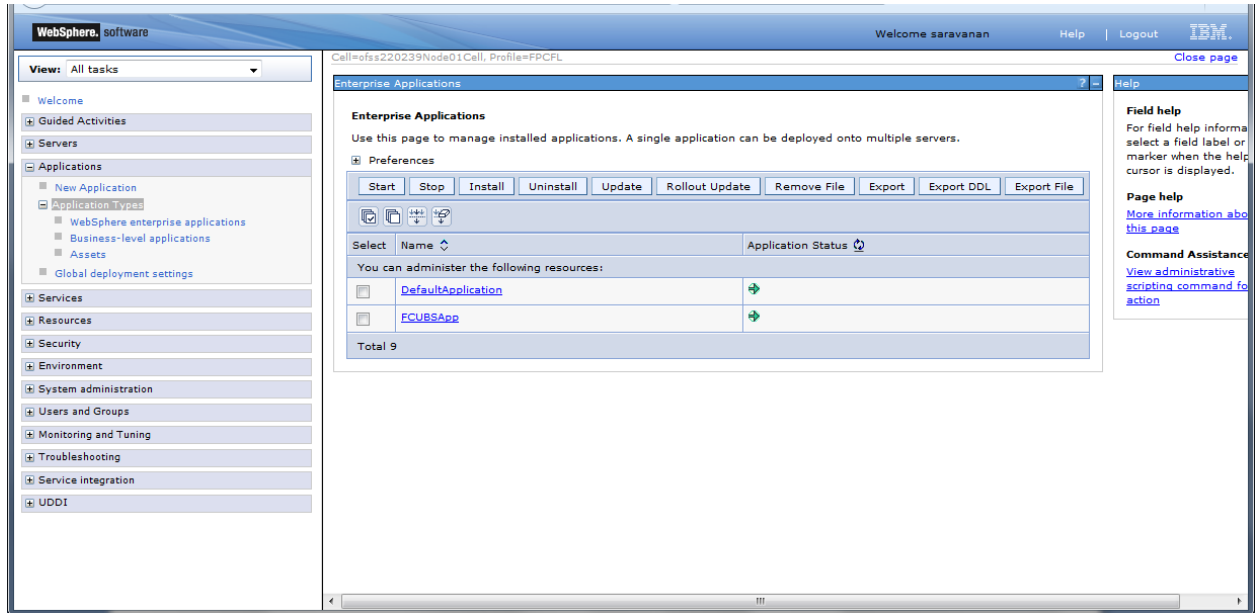 WebSphere. software
Welcome saravanan Help | Logout IBM.
View: All tasks
Welcome
Guided Activities
Servers
Applications
New Application
Application Types
WebSphere enterprise applications
Business-level applications
Assets
Global deployment settings
Services
Resources
Security
Environment
System administration
Users and Groups
Monitoring and Tuning
Troubleshooting
Service integration
UDDI
Cell=ofss220239Node01Cell, Profile=FPCFL
Close page
Enterprise Applications ? -
Enterprise Applications
Use this page to manage installed applications. A single application can be deployed onto multiple servers.
Preferences
Start Stop Install Uninstall Update Rollout Update Remove File Export Export DDL Export File
Select Name Application Status
You can administer the following resources:
DefaultApplication
FCUBSApp
Total 9
Help
Field help
For field help informa
select a field label or
marker when the help
cursor is displayed.
Page help
More information abo
this page
Command Assistance
View administrative
scripting command fo
action